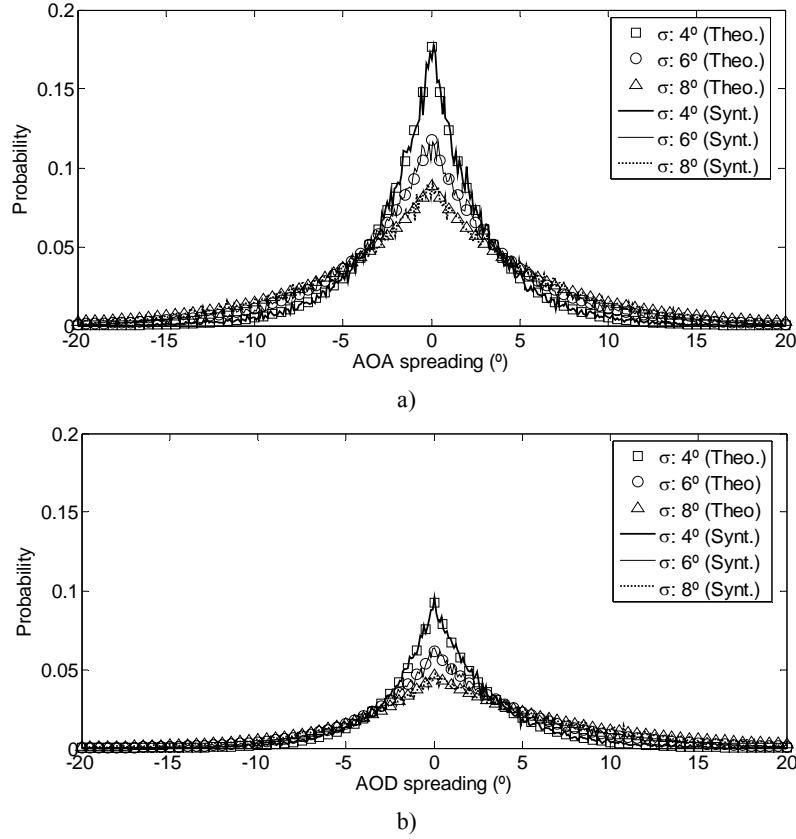 0.2
0.15
0.1
0.05
0
Probability
-20 -15 -10 -5 0 5 10 15 20
AOA spreading (º)
σ: 4º (Theo.)
σ: 6º (Theo.)
σ: 8º (Theo.)
σ: 4º (Synt.)
σ: 6º (Synt.)
σ: 8º (Synt.)
a)
0.2
0.15
0.1
0.05
0
Probability
-20 -15 -10 -5 0 5 10 15 20
AOD spreading (º)
σ: 4º (Theo.)
σ: 6º (Theo)
σ: 8º (Theo)
σ: 4º (Synt.)
σ: 6º (Synt.)
σ: 8º (Synt.)
b)